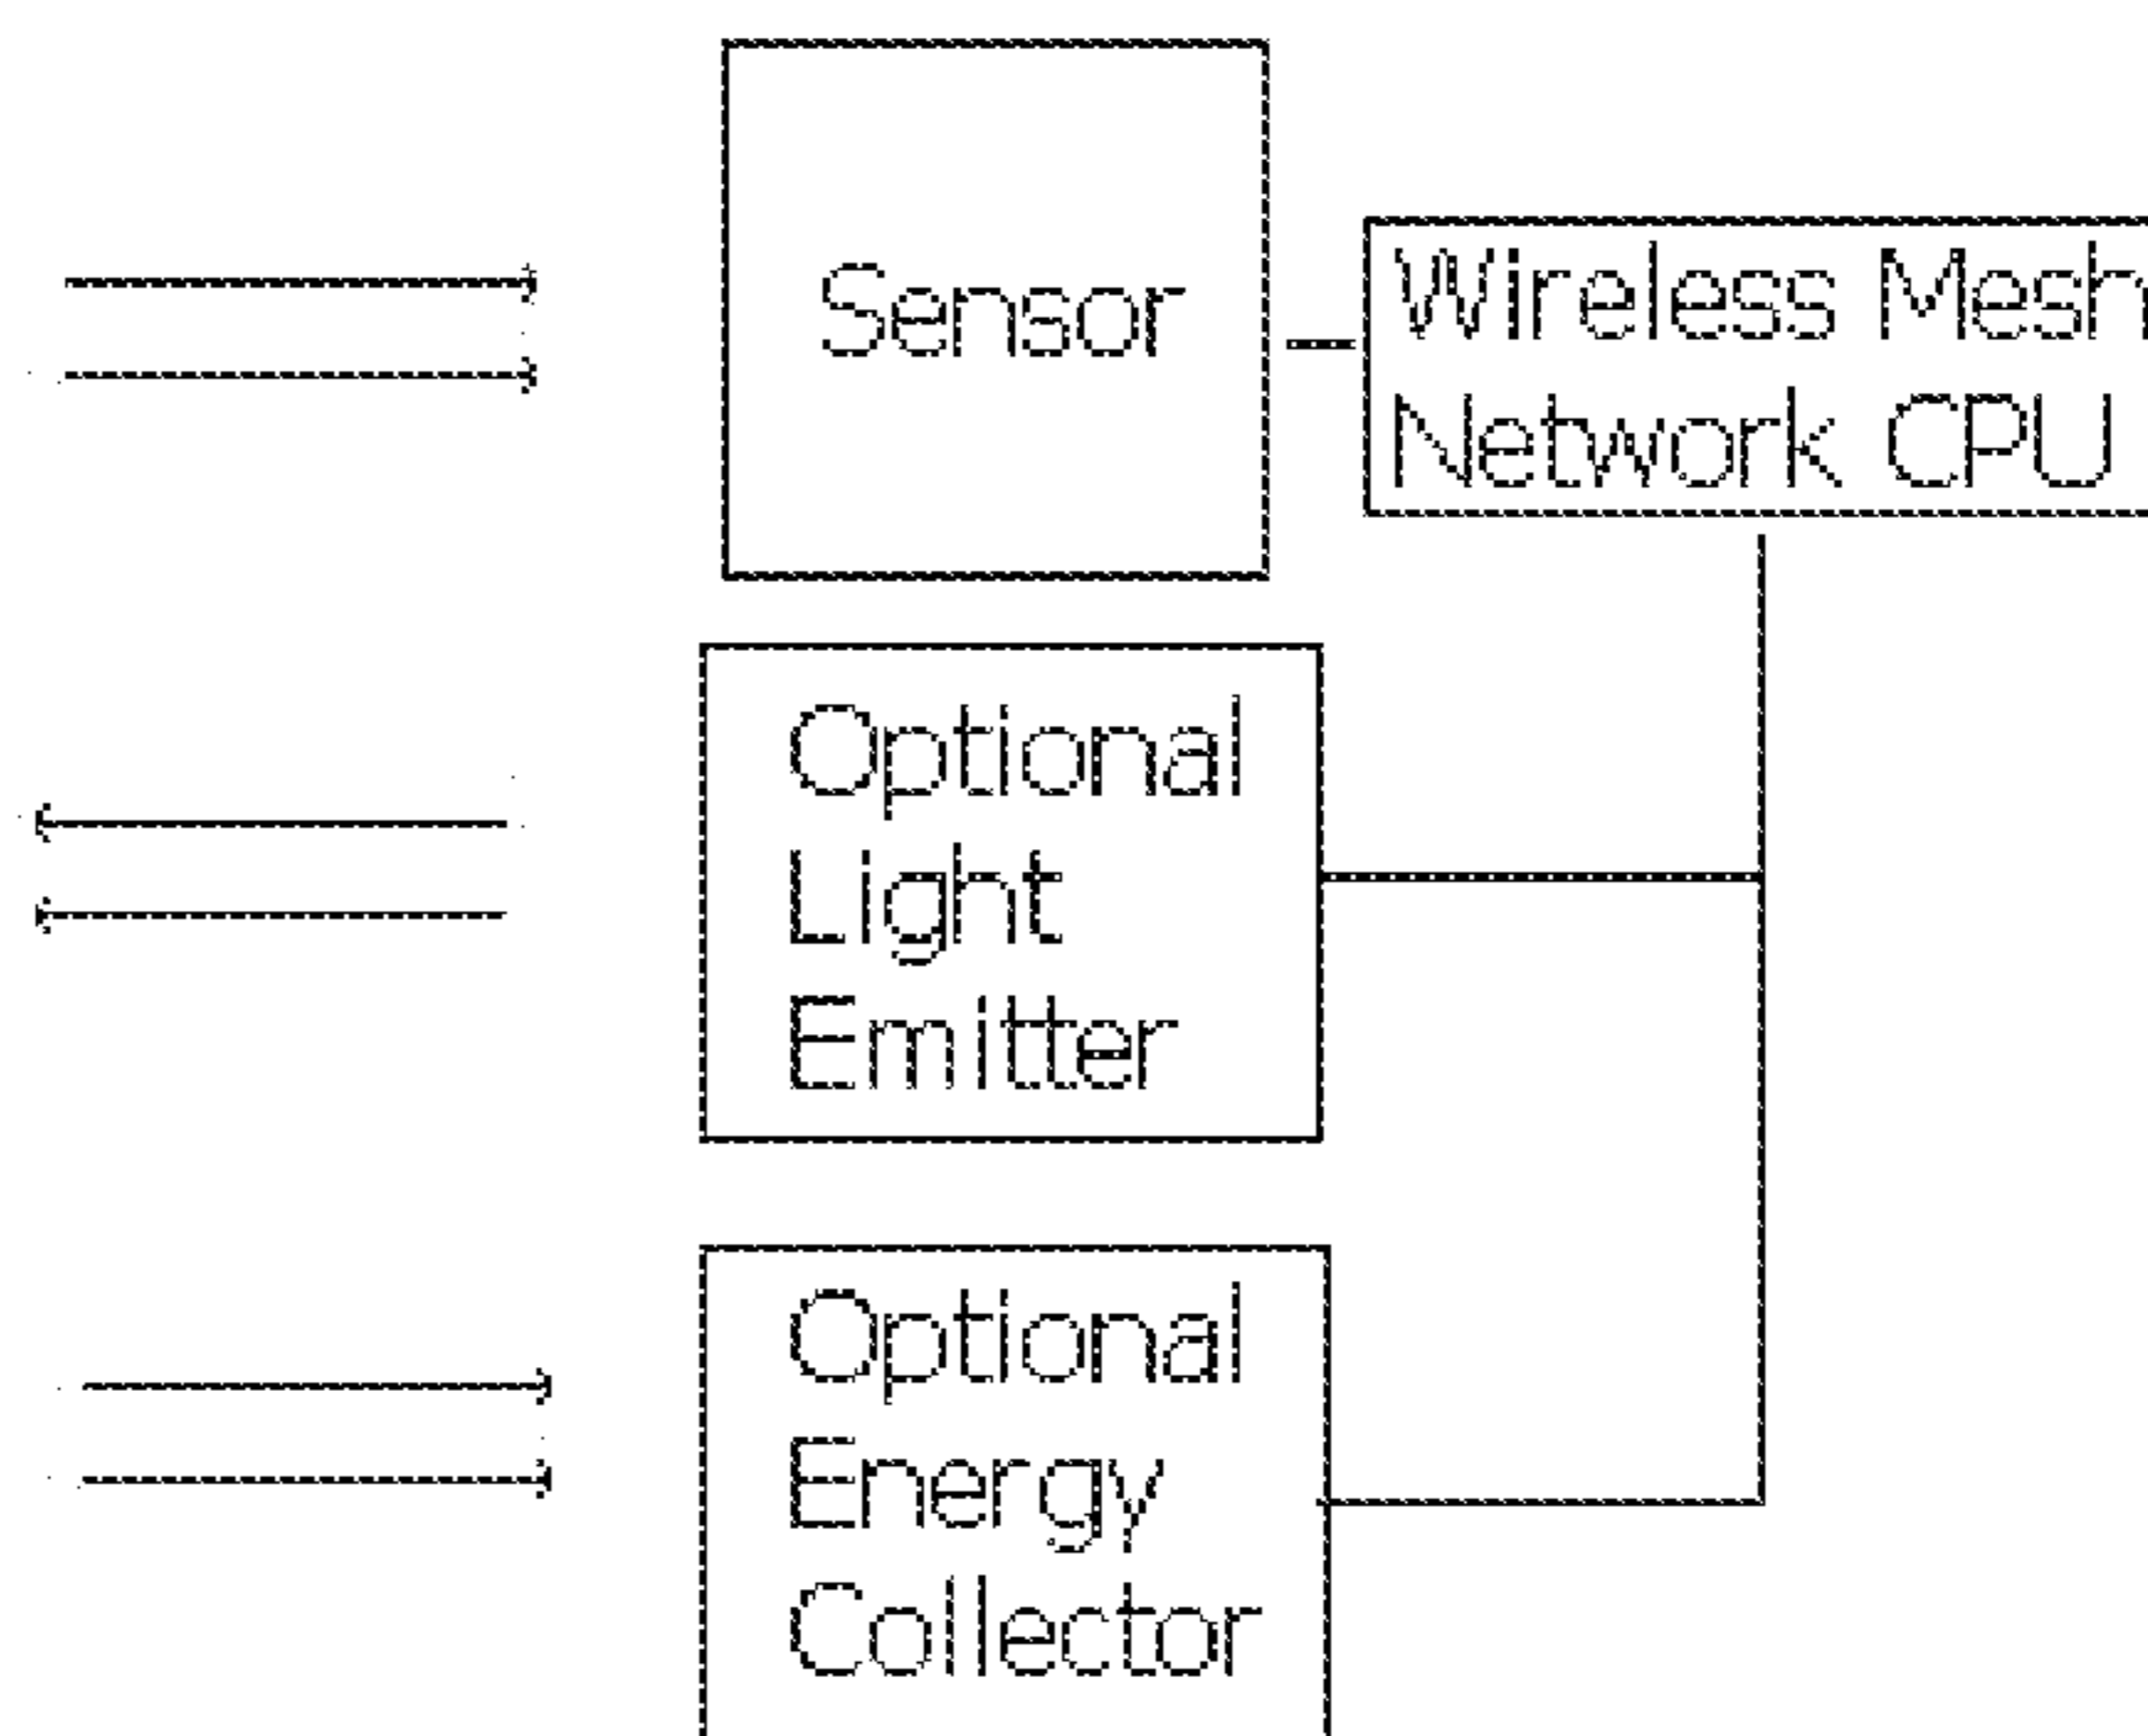 Sensor
Wireless Mesh
Network CPU
Optional
Light
Emitter
Optional
Energy
Collector